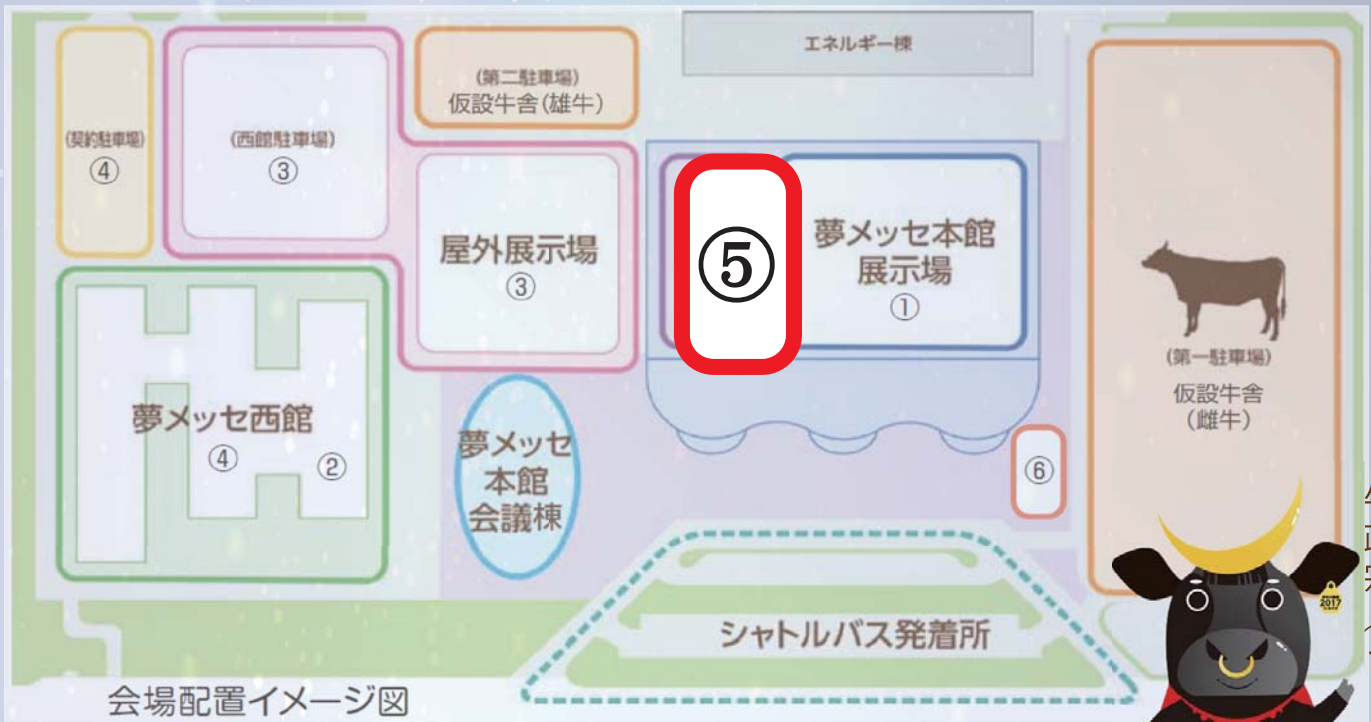 エネルギー棟
(第二駐車場)
仮設牛舎(雄牛)
(契約駐車場)
④
(西館駐車場)
③
屋外展示場
③
⑤
夢メッセ本館
展示場
①
(第一駐車場)
仮設牛舎
(雌牛)
夢メッセ西館
④
②
夢メッセ
本館
会議棟
⑥
シャトルバス発着所
2017
会場配置イメージ図